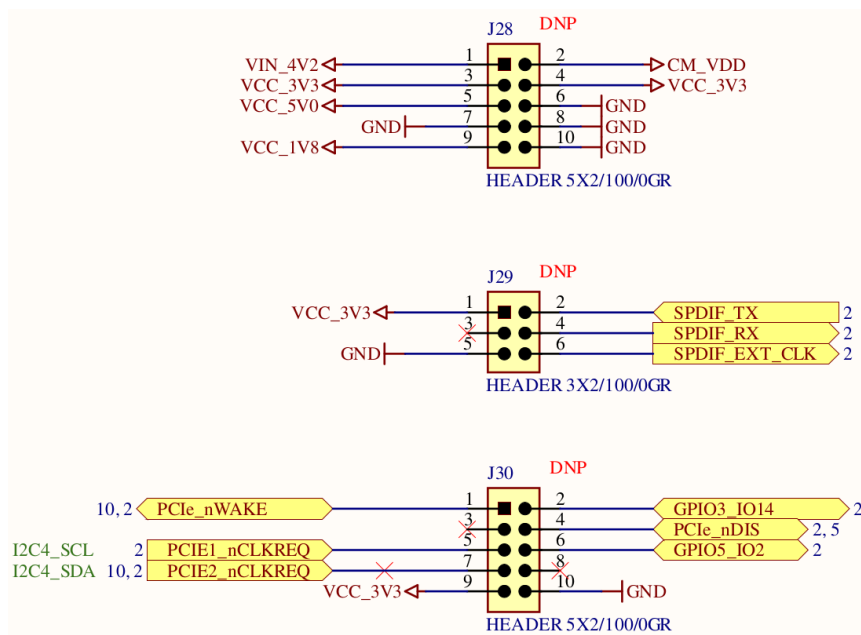 J28 DNP
VIN_4V2 1 2 CM_VDD
VCC_3V3 3 4 VCC_3V3
VCC_5V0 5 6 GND
GND 7 8 GND
VCC_1V8 9 10 GND
HEADER 5X2/100/0GR
J29 DNP
VCC_3V3 1 2 SPDIF_TX 2
3 4 SPDIF_RX 2
GND 5 6 SPDIF_EXT_CLK 2
HEADER 3X2/100/0GR
J30 DNP
10, 2 PCIe_nWAKE 1 2 GPIO3_IO14 2
3 4 PCIe_nDIS 2, 5
I2C4_SCL 2 PCIE1_nCLKREQ 5 6 GPIO5_IO2 2
I2C4_SDA 10, 2 PCIE2_nCLKREQ 7 8
VCC_3V3 9 10 GND
HEADER 5X2/100/0GR